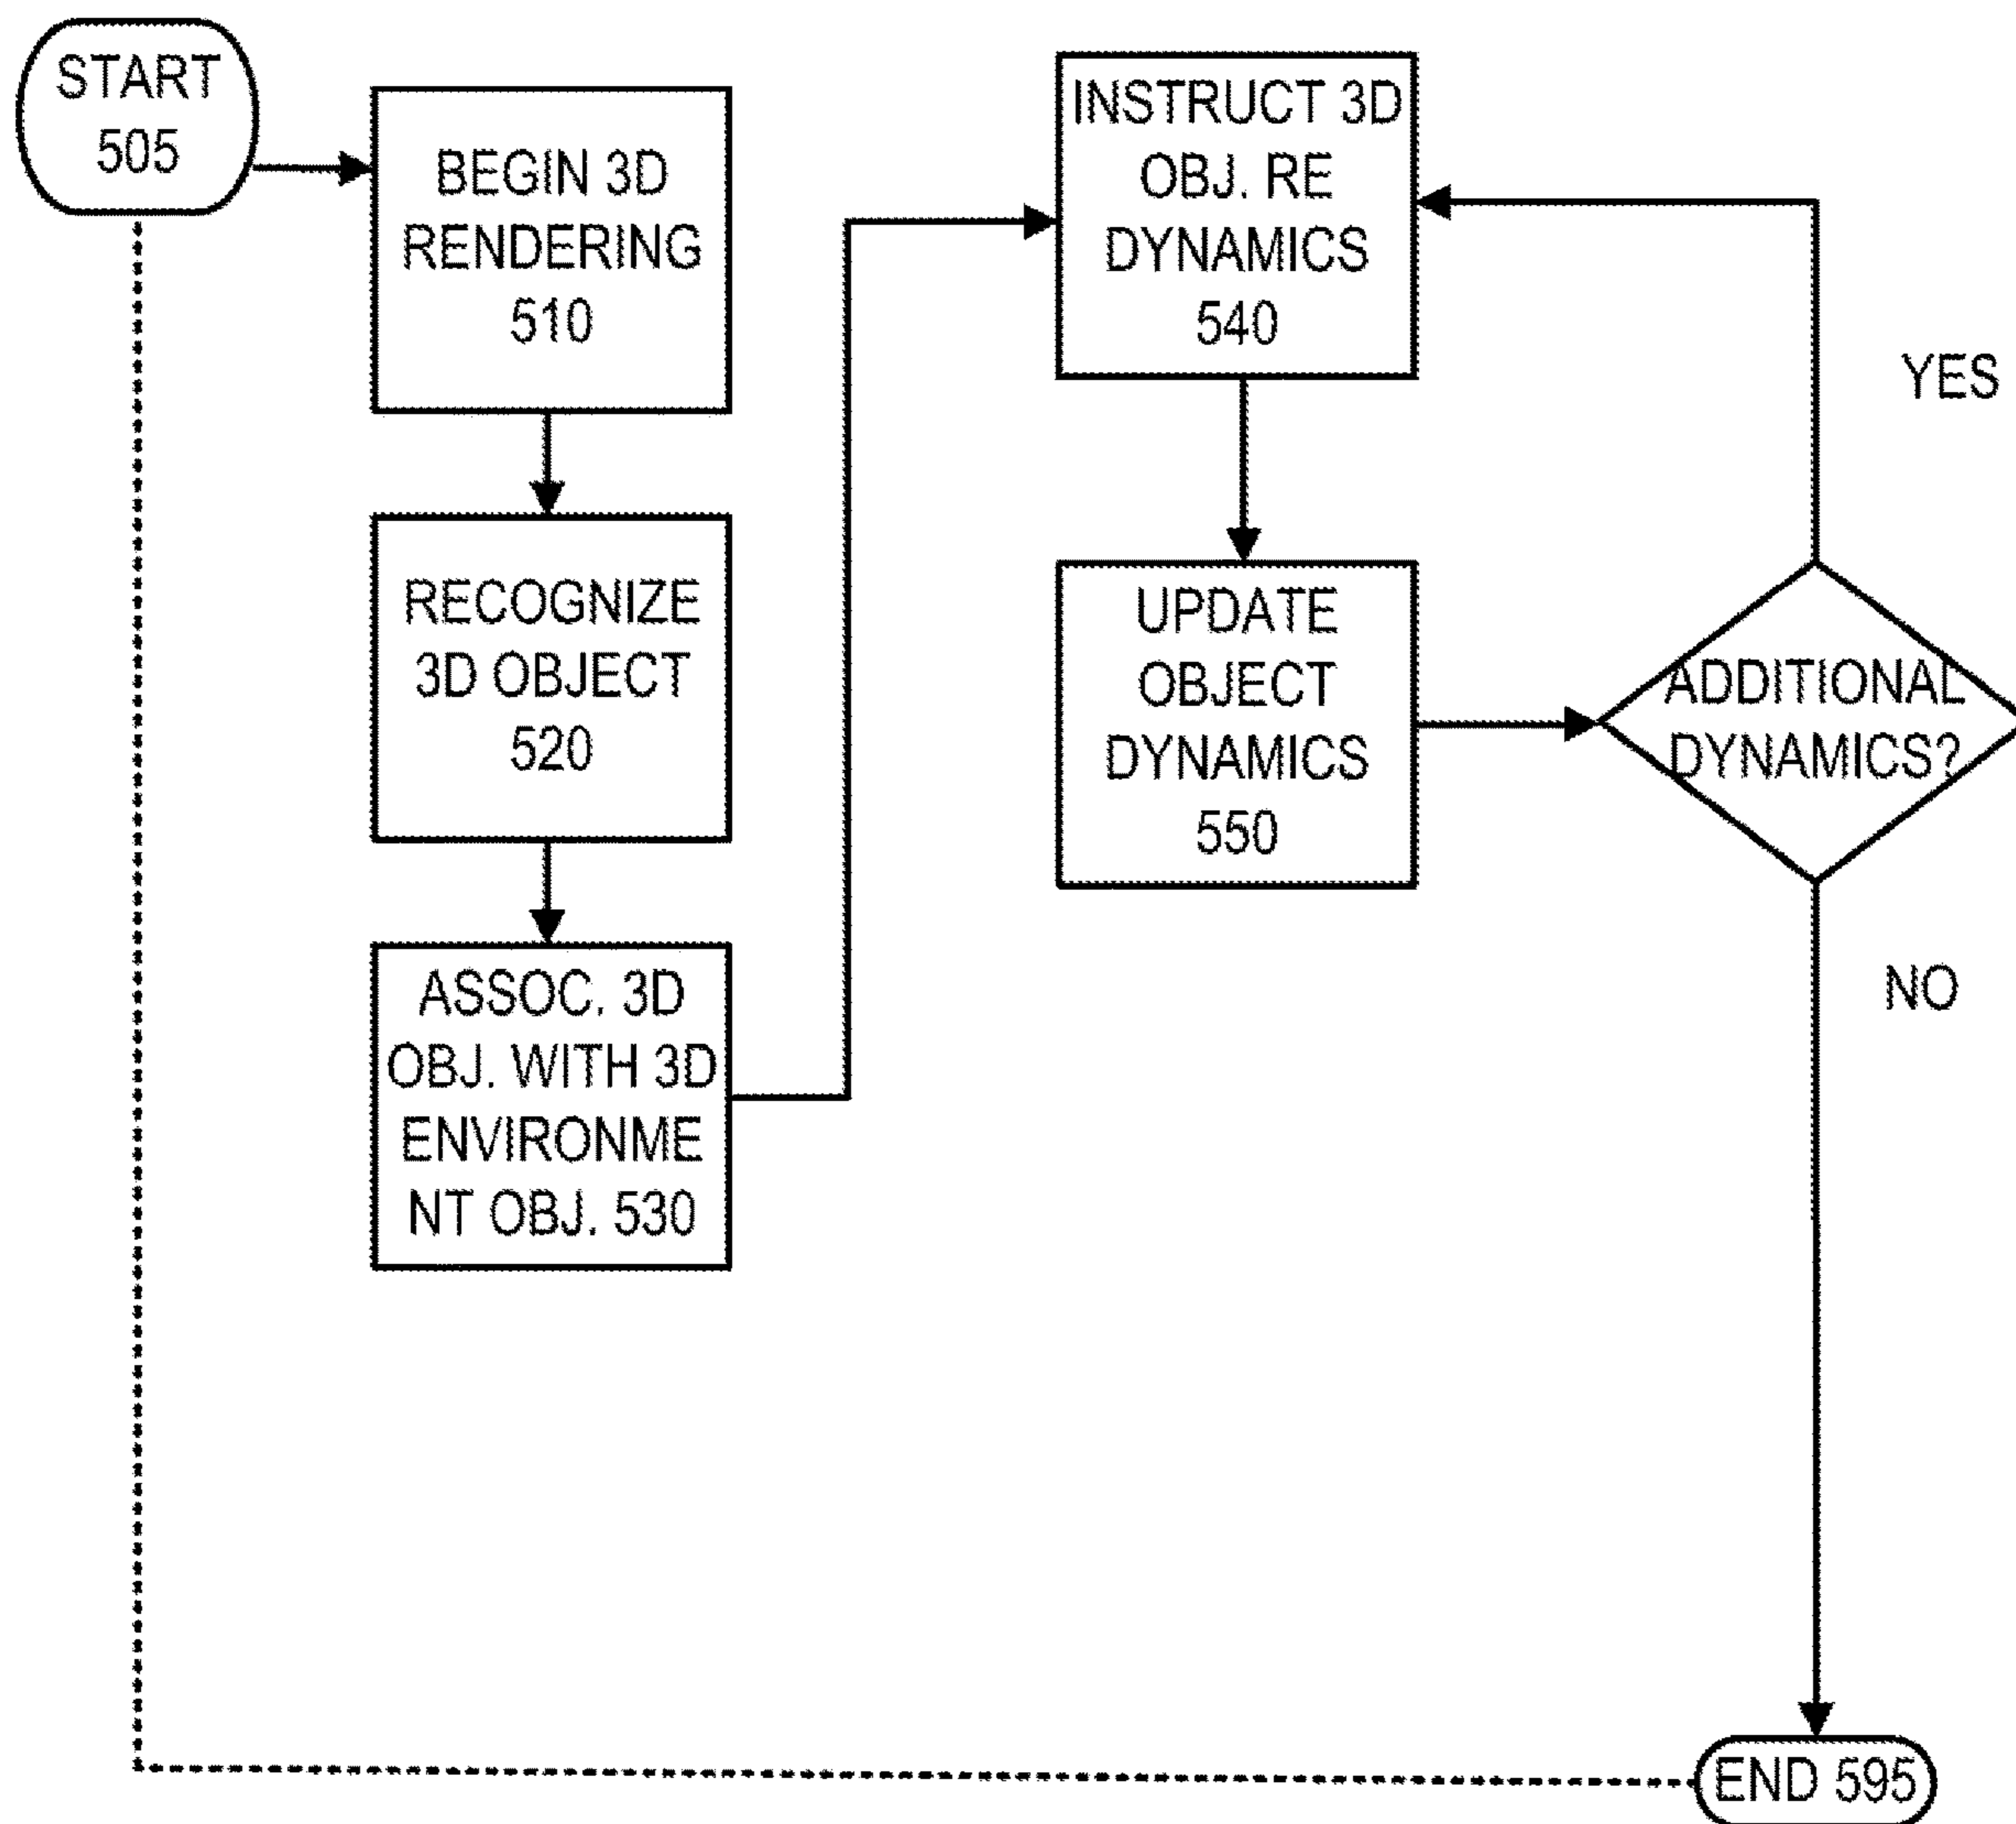 START
505
BEGIN 3D
RENDERING
510
RECOGNIZE
3D OBJECT
520
ASSOC. 3D
OBJ. WITH 3D
ENVIRONME
NT OBJ. 530
INSTRUCT 3D
OBJ. RE
DYNAMICS
540
UPDATE
OBJECT
DYNAMICS
550
ADDITIONAL
DYNAMICS?
YES
NO
END 595